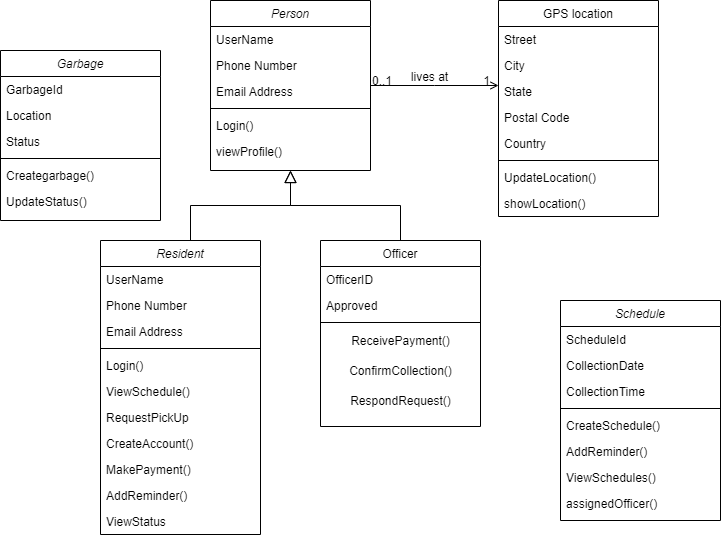 Person
UserName
Phone Number
Email Address
Login()
viewProfile()
0..1
lives at
1
GPS location
Street
City
State
Postal Code
Country
UpdateLocation()
showLocation()
Garbage
GarbageId
Location
Status
Creategarbage()
UpdateStatus()
Resident
UserName
Phone Number
Email Address
Login()
ViewSchedule()
RequestPickUp
CreateAccount()
MakePayment()
AddReminder()
ViewStatus
Officer
OfficerID
Approved
ReceivePayment()
ConfirmCollection()
RespondRequest()
Schedule
ScheduleId
CollectionDate
CollectionTime
CreateSchedule()
AddReminder()
ViewSchedules()
assignedOfficer()